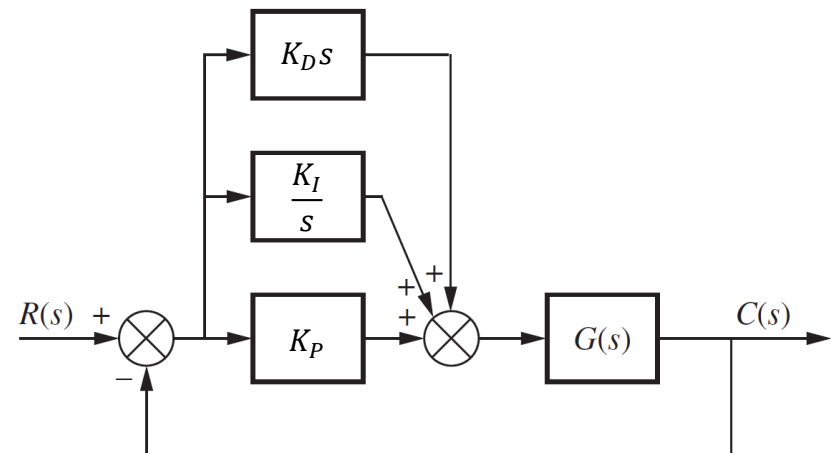 K_D s
K_I
s
+
+
R(s) +
+
K_P
G(s)
C(s)
−